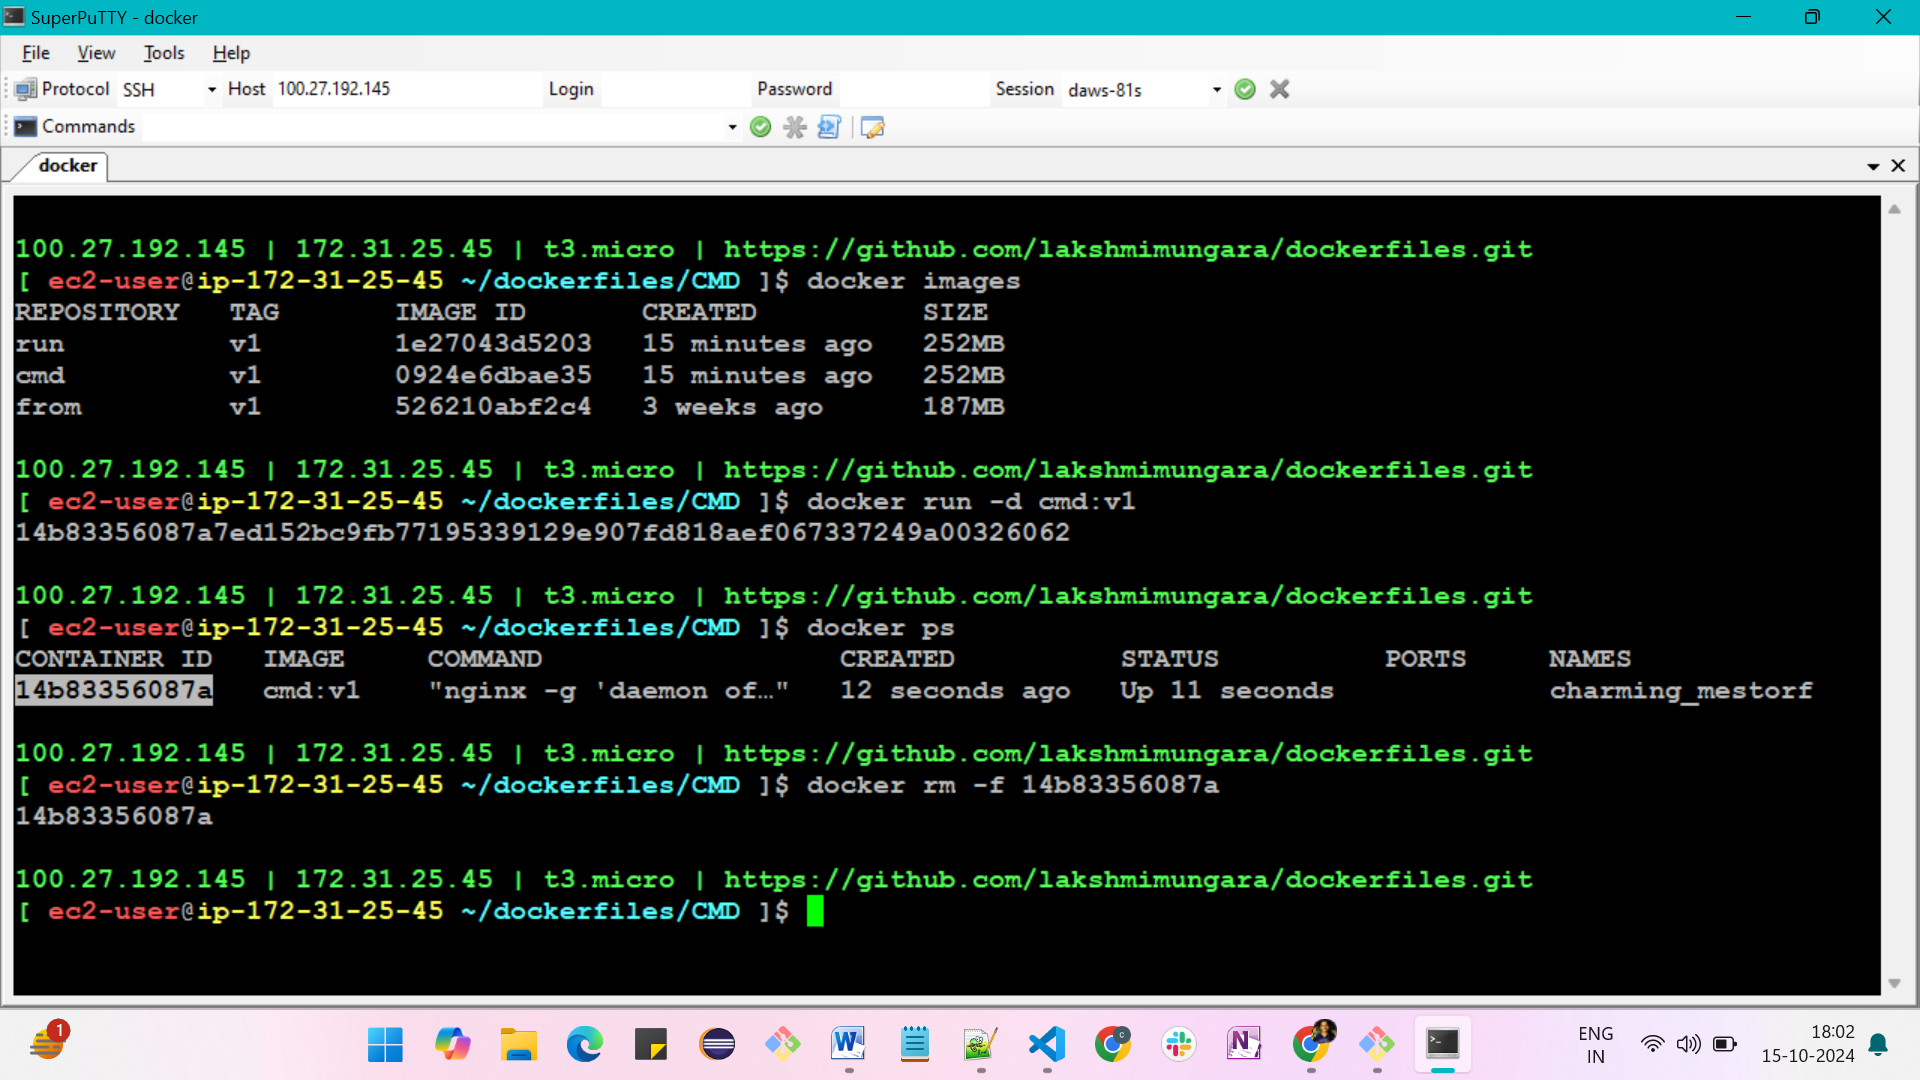 SuperPuTTY - docker
File View Tools Help
Protocol SSH Host 100.27.192.145 Login Password Session daws-81s
Commands
docker
100.27.192.145 | 172.31.25.45 | t3.micro | https://github.com/lakshmimungara/dockerfiles.git
[ ec2-user@ip-172-31-25-45 ~/dockerfiles/CMD ]$ docker images
REPOSITORY TAG IMAGE ID CREATED SIZE
run v1 1e27043d5203 15 minutes ago 252MB
cmd v1 0924e6dbae35 15 minutes ago 252MB
from v1 526210abf2c4 3 weeks ago 187MB
100.27.192.145 | 172.31.25.45 | t3.micro | https://github.com/lakshmimungara/dockerfiles.git
[ ec2-user@ip-172-31-25-45 ~/dockerfiles/CMD ]$ docker run -d cmd:v1
14b83356087a7ed152bc9fb77195339129e907fd818aef067337249a00326062
100.27.192.145 | 172.31.25.45 | t3.micro | https://github.com/lakshmimungara/dockerfiles.git
[ ec2-user@ip-172-31-25-45 ~/dockerfiles/CMD ]$ docker ps
CONTAINER ID IMAGE COMMAND CREATED STATUS PORTS NAMES
14b83356087a cmd:v1 "nginx -g 'daemon of…" 12 seconds ago Up 11 seconds charming_mestorf
100.27.192.145 | 172.31.25.45 | t3.micro | https://github.com/lakshmimungara/dockerfiles.git
[ ec2-user@ip-172-31-25-45 ~/dockerfiles/CMD ]$ docker rm -f 14b83356087a
14b83356087a
100.27.192.145 | 172.31.25.45 | t3.micro | https://github.com/lakshmimungara/dockerfiles.git
[ ec2-user@ip-172-31-25-45 ~/dockerfiles/CMD ]$
1
ENG
IN
18:02
15-10-2024